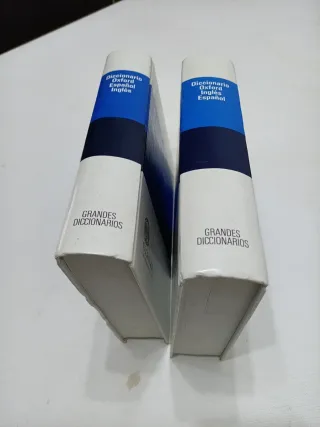 Diccionario
Oxford
Español
Inglés
GRANDES
DICCIONARIOS
Diccionario
Oxford
Inglés
Español
GRANDES
DICCIONARIOS